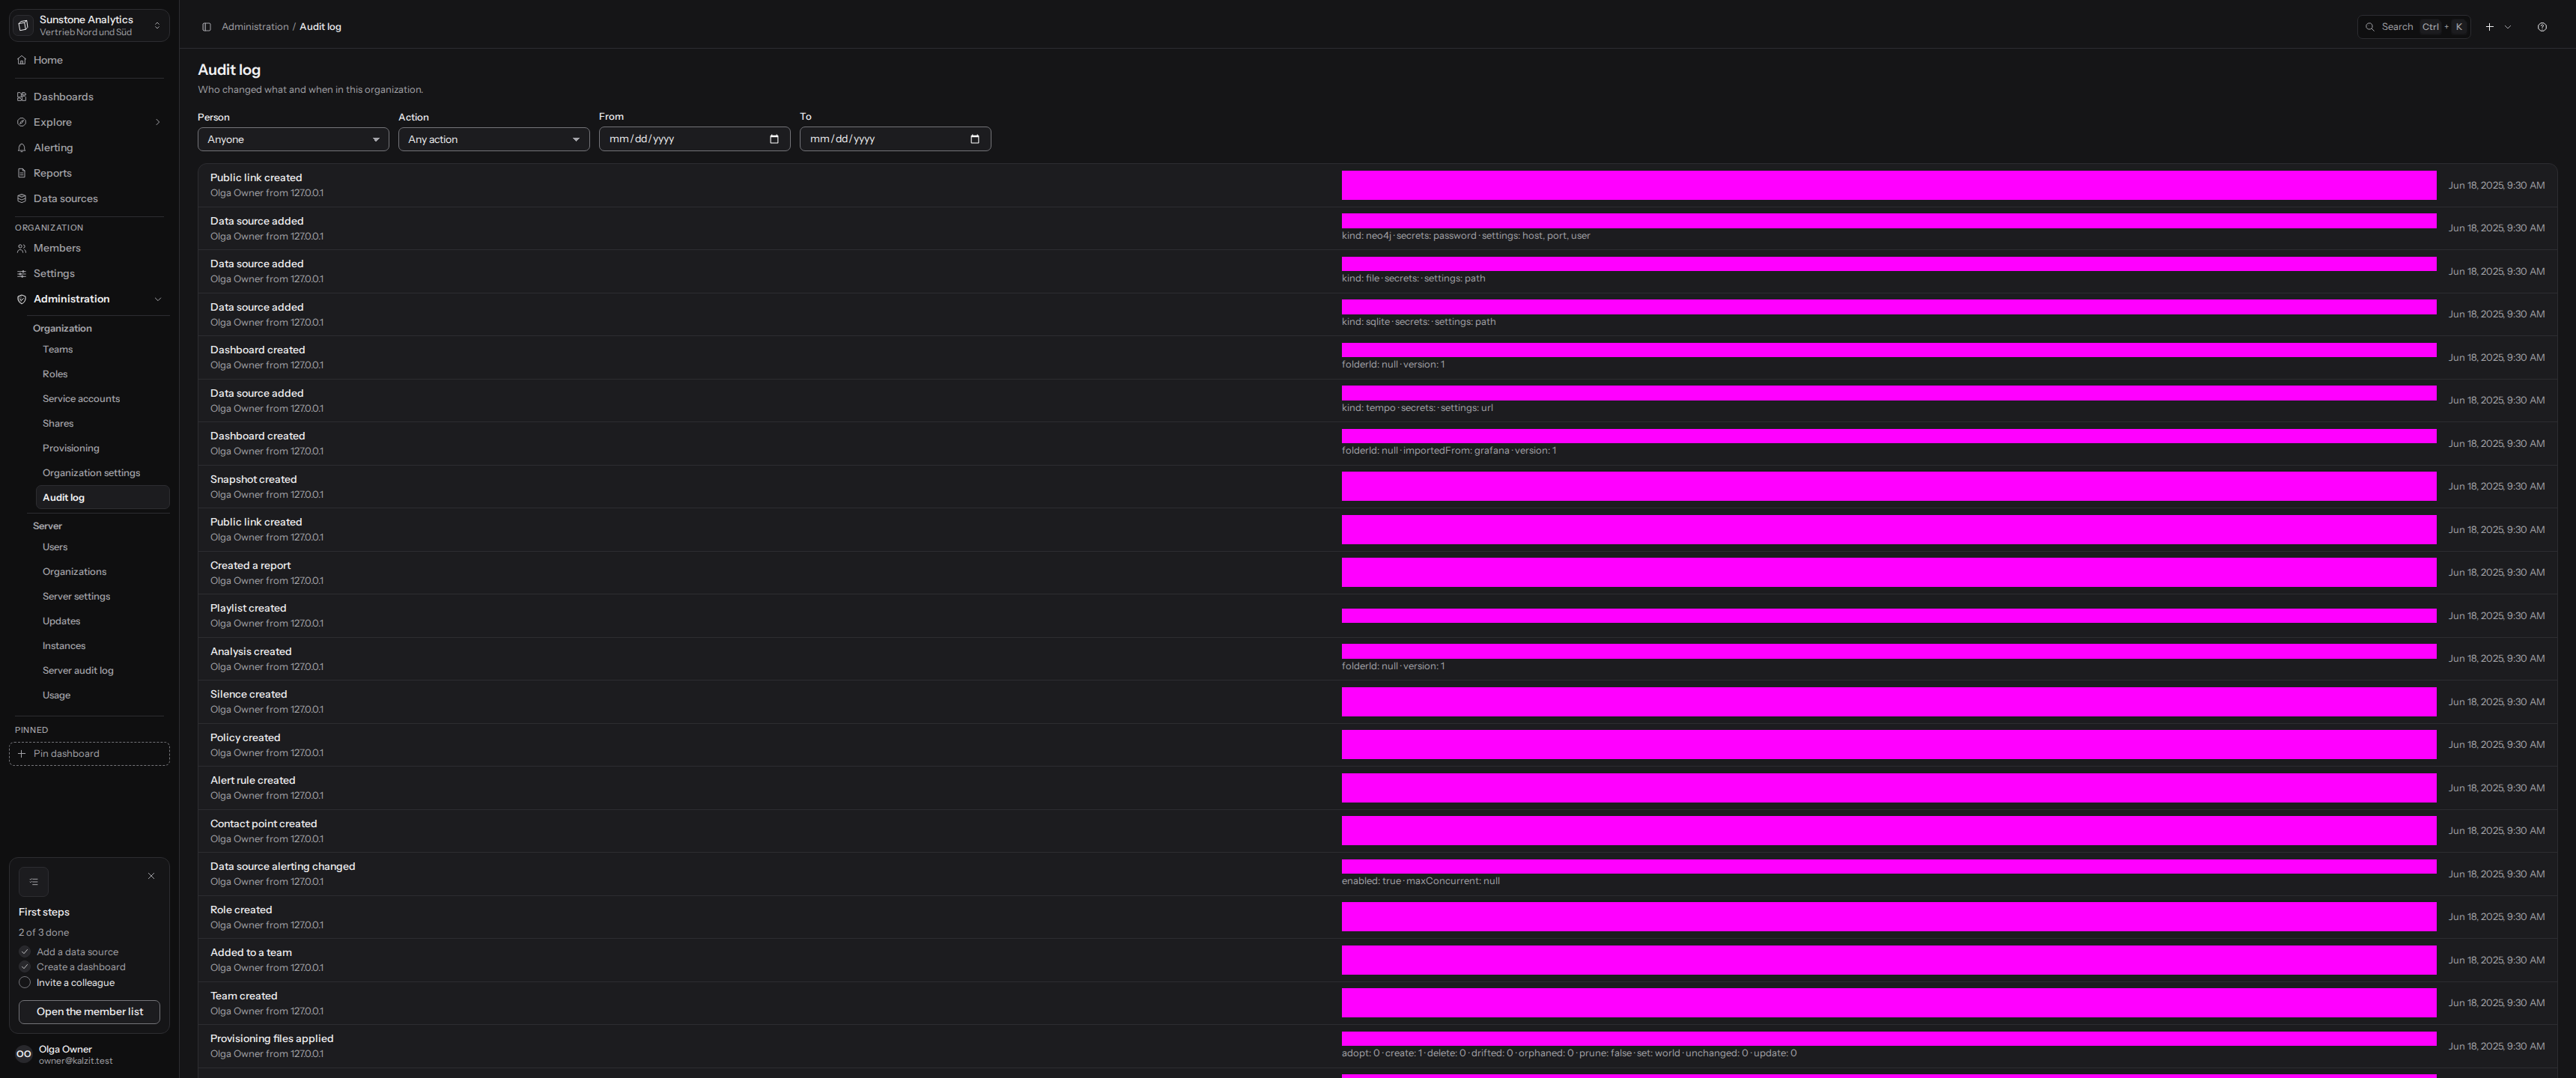 Sunstone Analytics
Vertrieb Nord und Süd
Home
Dashboards
Explore
Alerting
Reports
Data sources
ORGANIZATION
Members
Settings
Administration
Organization
Teams
Roles
Service accounts
Shares
Provisioning
Organization settings
Audit log
Server
Users
Organizations
Server settings
Updates
Instances
Server audit log
Usage
PINNED
Pin dashboard
First steps
2 of 3 done
Add a data source
Create a dashboard
Invite a colleague
Open the member list
OO
Olga Owner
owner@kalzit.test
Administration / Audit log
Search Ctrl + K
Audit log
Who changed what and when in this organization.
Person
Anyone
Action
Any action
From
mm/dd/yyyy
To
mm/dd/yyyy
Public link created
Olga Owner from 127.0.0.1
Jun 18, 2025, 9:30 AM
Data source added
Olga Owner from 127.0.0.1
kind: neo4j · secrets: password · settings: host, port, user
Jun 18, 2025, 9:30 AM
Data source added
Olga Owner from 127.0.0.1
kind: file · secrets: · settings: path
Jun 18, 2025, 9:30 AM
Data source added
Olga Owner from 127.0.0.1
kind: sqlite · secrets: · settings: path
Jun 18, 2025, 9:30 AM
Dashboard created
Olga Owner from 127.0.0.1
folderId: null · version: 1
Jun 18, 2025, 9:30 AM
Data source added
Olga Owner from 127.0.0.1
kind: tempo · secrets: · settings: url
Jun 18, 2025, 9:30 AM
Dashboard created
Olga Owner from 127.0.0.1
folderId: null · importedFrom: grafana · version: 1
Jun 18, 2025, 9:30 AM
Snapshot created
Olga Owner from 127.0.0.1
Jun 18, 2025, 9:30 AM
Public link created
Olga Owner from 127.0.0.1
Jun 18, 2025, 9:30 AM
Created a report
Olga Owner from 127.0.0.1
Jun 18, 2025, 9:30 AM
Playlist created
Olga Owner from 127.0.0.1
Jun 18, 2025, 9:30 AM
Analysis created
Olga Owner from 127.0.0.1
folderId: null · version: 1
Jun 18, 2025, 9:30 AM
Silence created
Olga Owner from 127.0.0.1
Jun 18, 2025, 9:30 AM
Policy created
Olga Owner from 127.0.0.1
Jun 18, 2025, 9:30 AM
Alert rule created
Olga Owner from 127.0.0.1
Jun 18, 2025, 9:30 AM
Contact point created
Olga Owner from 127.0.0.1
Jun 18, 2025, 9:30 AM
Data source alerting changed
Olga Owner from 127.0.0.1
enabled: true · maxConcurrent: null
Jun 18, 2025, 9:30 AM
Role created
Olga Owner from 127.0.0.1
Jun 18, 2025, 9:30 AM
Added to a team
Olga Owner from 127.0.0.1
Jun 18, 2025, 9:30 AM
Team created
Olga Owner from 127.0.0.1
Jun 18, 2025, 9:30 AM
Provisioning files applied
Olga Owner from 127.0.0.1
adopt: 0 · create: 1 · delete: 0 · drifted: 0 · orphaned: 0 · prune: false · set: world · unchanged: 0 · update: 0
Jun 18, 2025, 9:30 AM